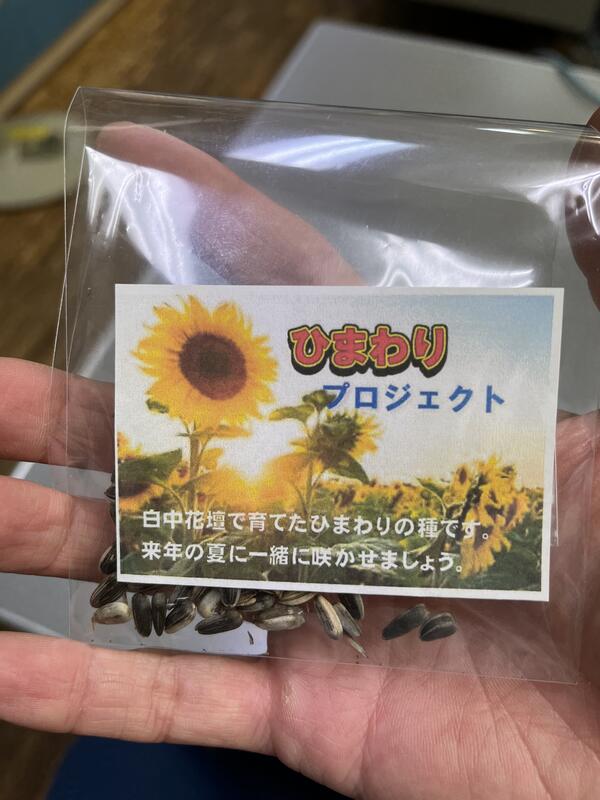 ひまわり
プロジェクト
白中花壇で育てたひまわりの種です。
来年の夏に一緒に咲かせましょう。